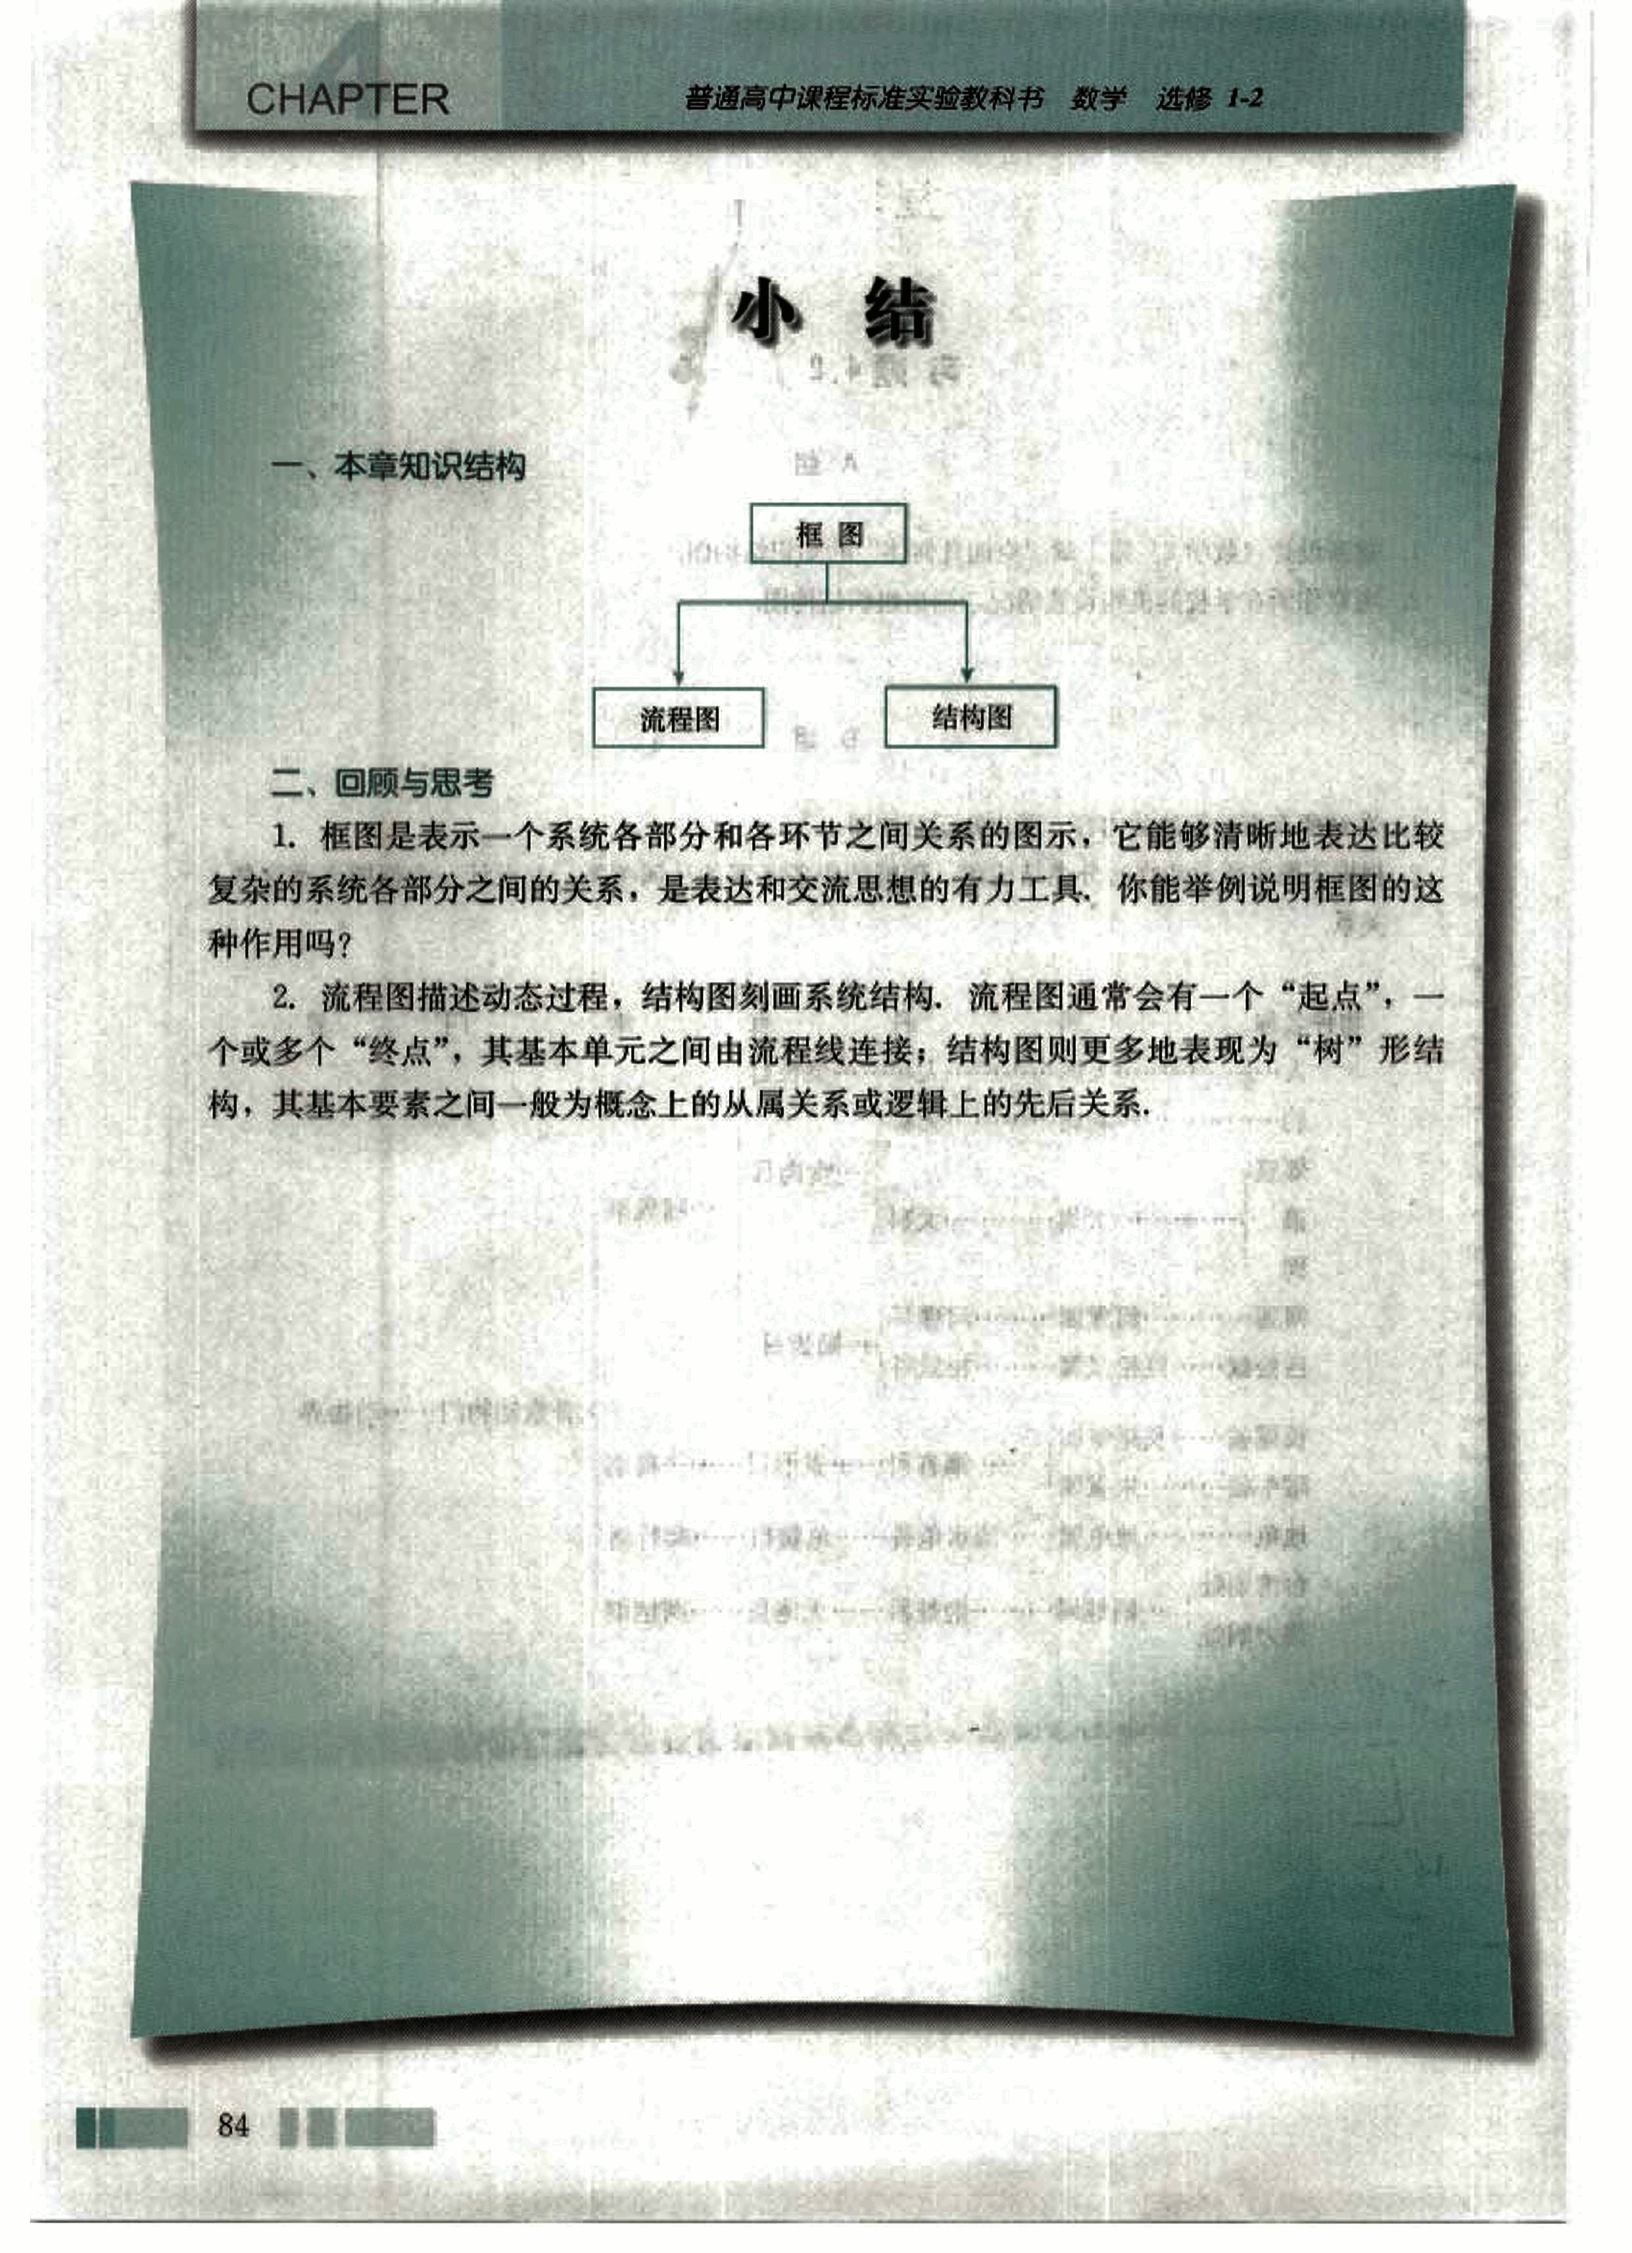 CHAPTER 4
普通高中课程标准实验教科书 数学 选修 1-2
小 结
一、本章知识结构
框 图
流程图 结构图
二、回顾与思考
1. 框图是表示一个系统各部分和各环节之间关系的图示，它能够清晰地表达比较
复杂的系统各部分之间的关系，是表达和交流思想的有力工具. 你能举例说明框图的这
种作用吗?
2. 流程图描述动态过程，结构图刻画系统结构. 流程图通常会有一个“起点”，一
个或多个“终点”，其基本单元之间由流程线连接；结构图则更多地表现为“树”形结
构，其基本要素之间一般为概念上的从属关系或逻辑上的先后关系.
84